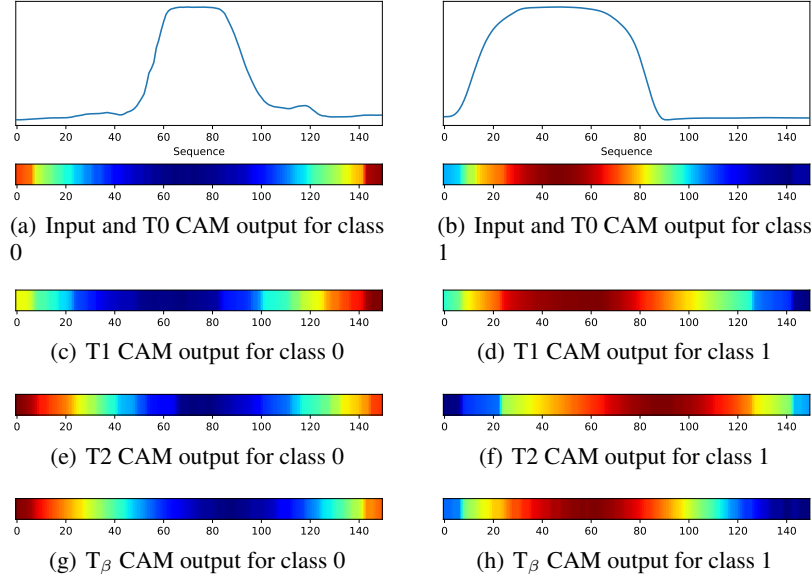 0 20 40 60 80 100 120 140
Sequence
0 20 40 60 80 100 120 140
(a) Input and T0 CAM output for class
0
0 20 40 60 80 100 120 140
Sequence
0 20 40 60 80 100 120 140
(b) Input and T0 CAM output for class
1
0 20 40 60 80 100 120 140
(c) T1 CAM output for class 0
0 20 40 60 80 100 120 140
(d) T1 CAM output for class 1
0 20 40 60 80 100 120 140
(e) T2 CAM output for class 0
0 20 40 60 80 100 120 140
(f) T2 CAM output for class 1
0 20 40 60 80 100 120 140
(g) Tβ CAM output for class 0
0 20 40 60 80 100 120 140
(h) Tβ CAM output for class 1